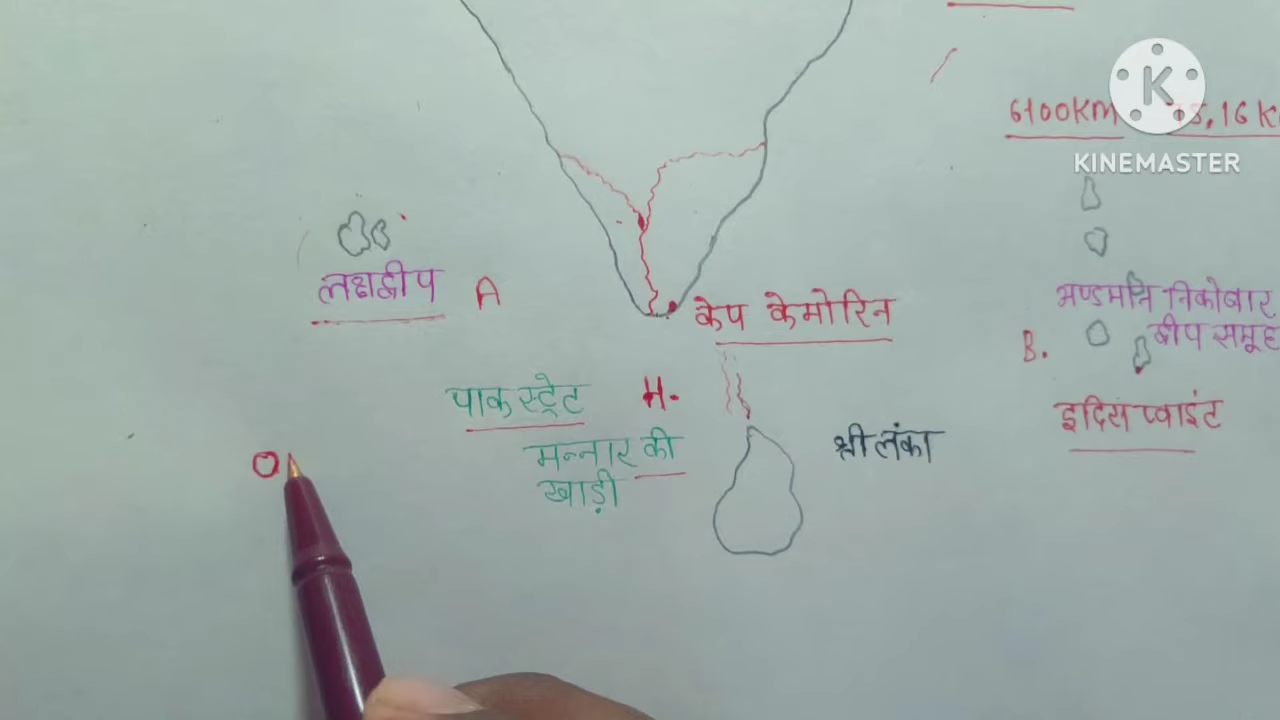 6100KM
KINEMASTER
लक्षद्वीप
A
केप केमोरिन
अण्डमान निकोबार
द्वीप समूह
B.
पाक स्ट्रेट
H.
मन्नार की
खाड़ी
श्रीलंका
इंदिरा प्वाइंट
O